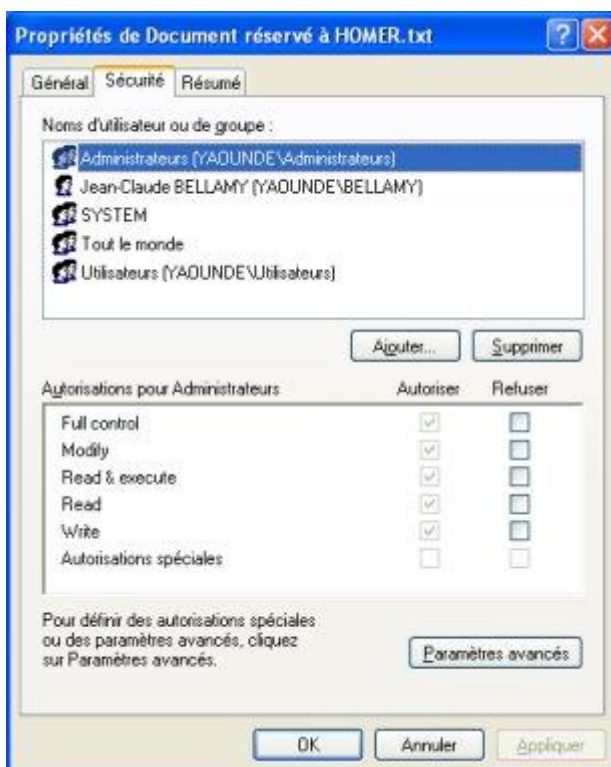 Propriétés de Document réservé à HOMER.txt
Général Sécurité Résumé
Noms d'utilisateur ou de groupe :
Administrateurs (YAOUNDE\Administrateurs)
Jean-Claude BELLAMY (YAOUNDE\BELLAMY)
SYSTEM
Tout le monde
Utilisateurs (YAOUNDE\Utilisateurs)
Ajouter... Supprimer
Autorisations pour Administrateurs Autoriser Refuser
Full control
Modify
Read & execute
Read
Write
Autorisations spéciales
Pour définir des autorisations spéciales
ou des paramètres avancés, cliquez
sur Paramètres avancés.
Paramètres avancés
OK Annuler Appliquer